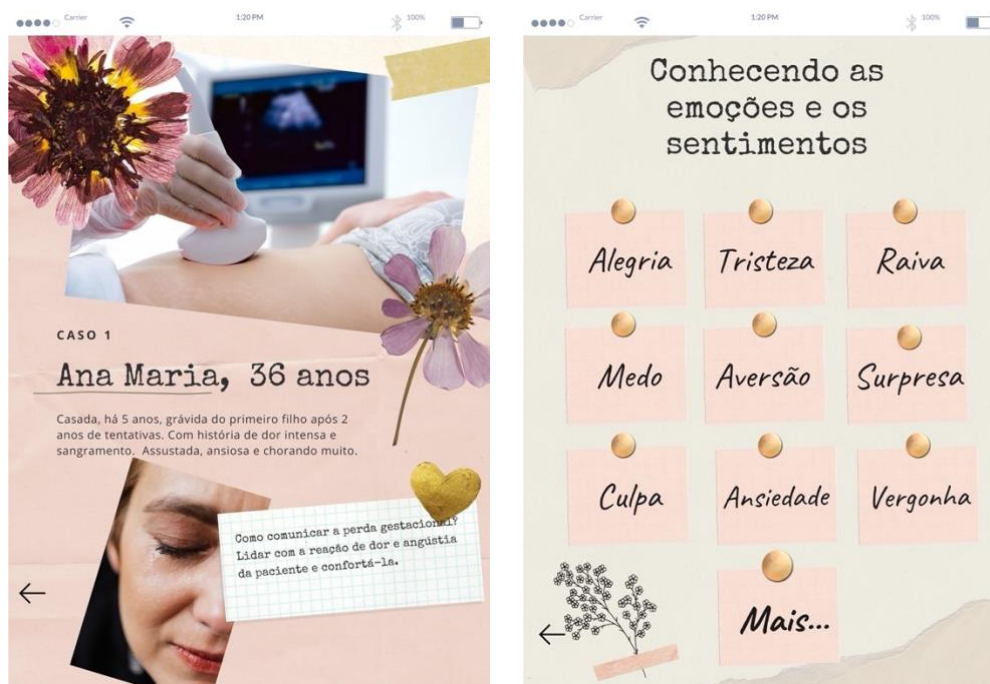 Carrier
1:20 PM
100%
CASO 1
Ana Maria, 36 anos
Casada, há 5 anos, grávida do primeiro filho após 2
anos de tentativas. Com história de dor intensa e
sangramento. Assustada, ansiosa e chorando muito.
Como comunicar a perda gestacional?
Lidar com a reação de dor e angústia
da paciente e confortá-la.
Carrier
1:20 PM
100%
Conhecendo as
emoções e os
sentimentos
Alegria
Tristeza
Raiva
Medo
Aversão
Surpresa
Culpa
Ansiedade
Vergonha
Mais...